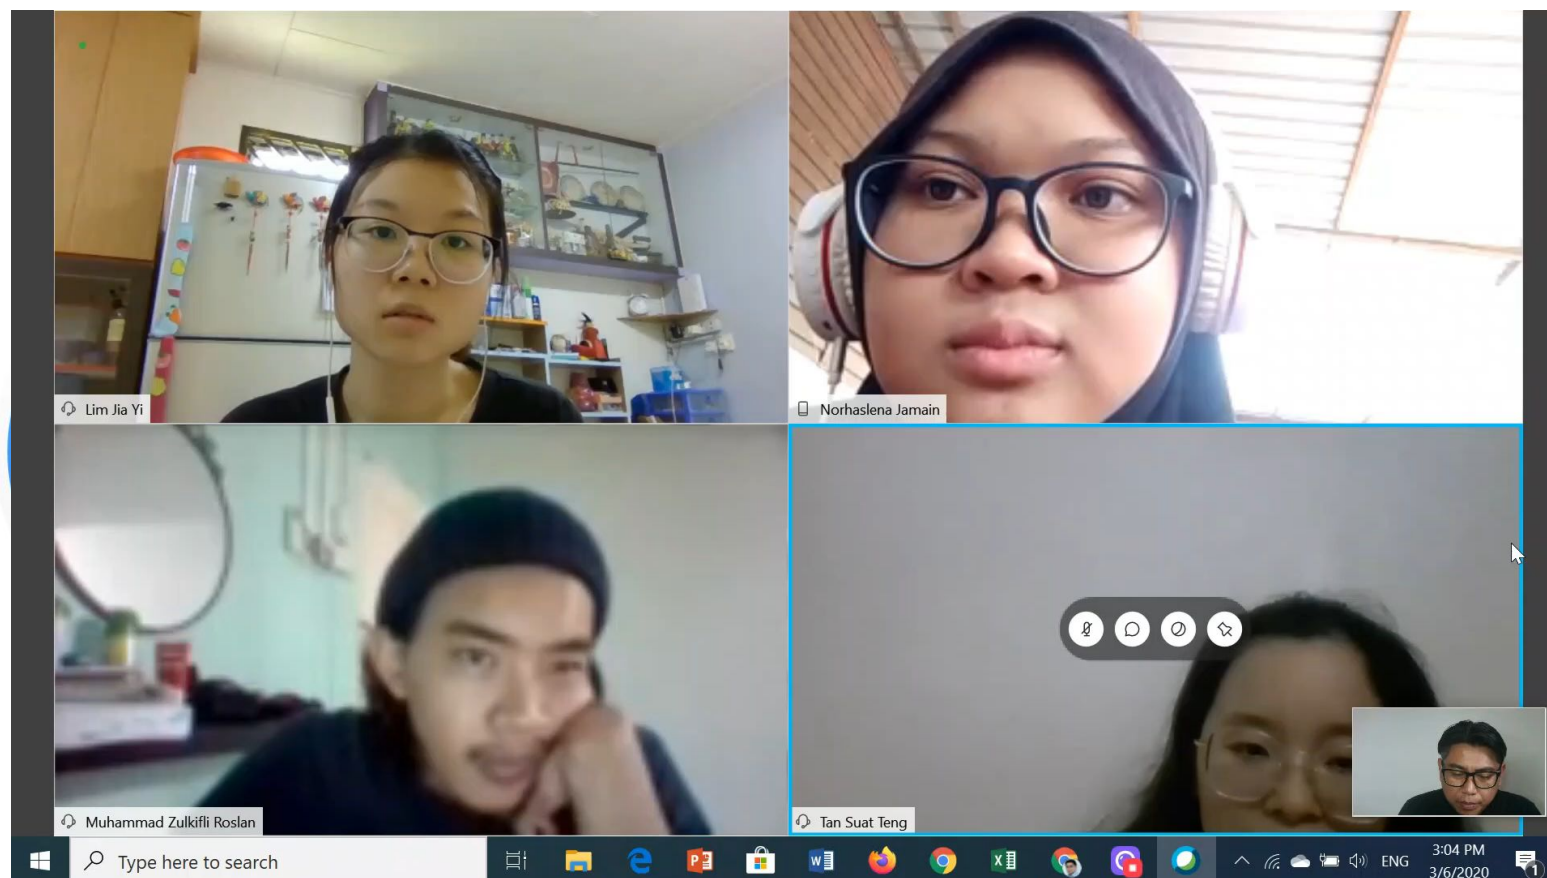 Lim Jia Yi
Norhaslena Jamain
Muhammad Zulkifli Roslan
Tan Suat Teng
Type here to search
ENG
3:04 PM
3/6/2020
1